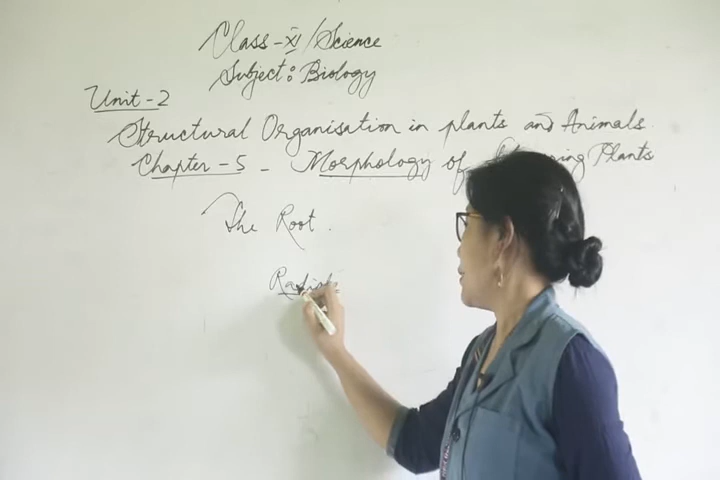 Class-XI/Science
Subject: Biology
Unit-2
Structural Organisation in plants and Animals.
Chapter-5 - Morphology of Plants
The Root.